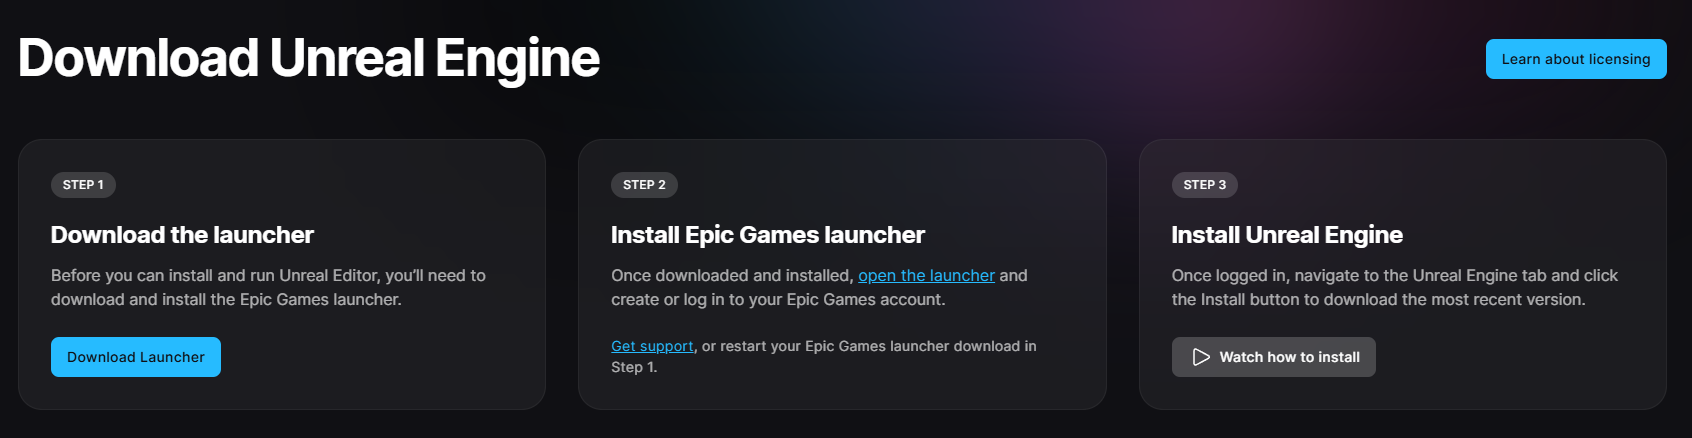 Download Unreal Engine
Learn about licensing
STEP 1
Download the launcher
Before you can install and run Unreal Editor, you’ll need to
download and install the Epic Games launcher.
Download Launcher
STEP 2
Install Epic Games launcher
Once downloaded and installed, open the launcher and
create or log in to your Epic Games account.
Get support, or restart your Epic Games launcher download in
Step 1.
STEP 3
Install Unreal Engine
Once logged in, navigate to the Unreal Engine tab and click
the Install button to download the most recent version.
Watch how to install